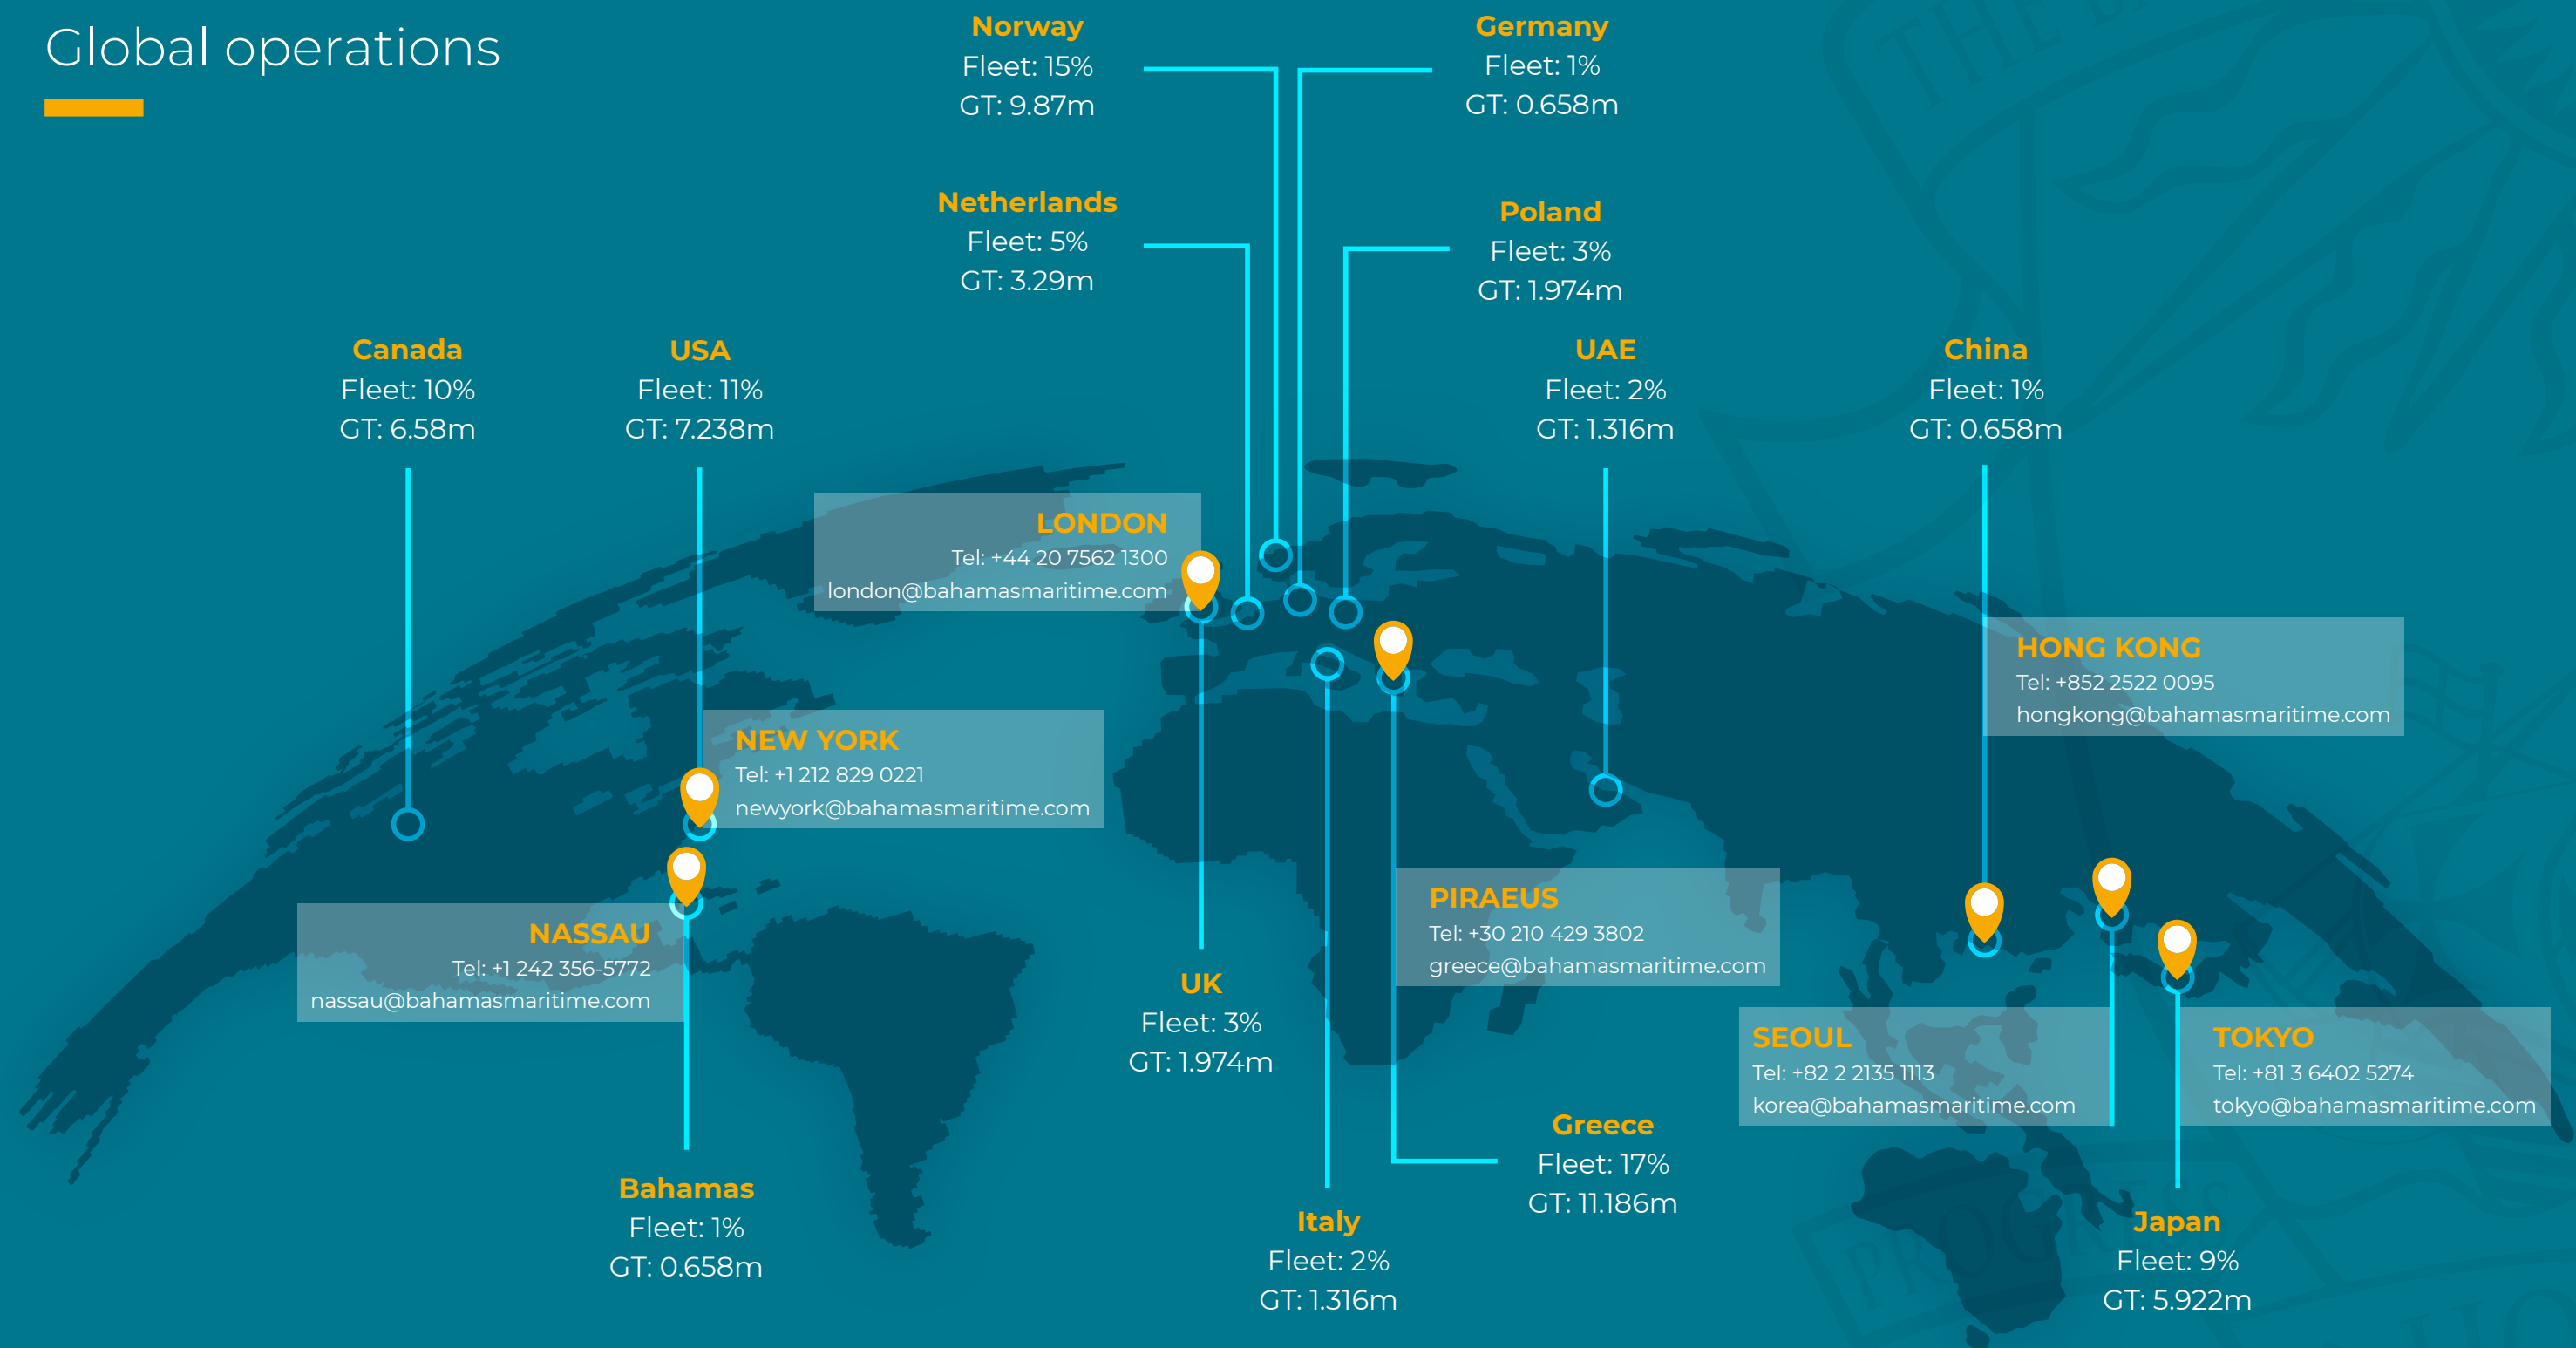 Global operations
Norway
Fleet: 15%
GT: 9.87m
Germany
Fleet: 1%
GT: 0.658m
Netherlands
Fleet: 5%
GT: 3.29m
Poland
Fleet: 3%
GT: 1.974m
Canada
Fleet: 10%
GT: 6.58m
USA
Fleet: 11%
GT: 7.238m
UAE
Fleet: 2%
GT: 1.316m
China
Fleet: 1%
GT: 0.658m
LONDON
Tel: +44 20 7562 1300
london@bahamasmaritime.com
HONG KONG
Tel: +852 2522 0095
hongkong@bahamasmaritime.com
NEW YORK
Tel: +1 212 829 0221
newyork@bahamasmaritime.com
NASSAU
Tel: +1 242 356-5772
nassau@bahamasmaritime.com
PIRAEUS
Tel: +30 210 429 3802
greece@bahamasmaritime.com
UK
Fleet: 3%
GT: 1.974m
SEOUL
Tel: +82 2 2135 1113
korea@bahamasmaritime.com
TOKYO
Tel: +81 3 6402 5274
tokyo@bahamasmaritime.com
Bahamas
Fleet: 1%
GT: 0.658m
Italy
Fleet: 2%
GT: 1.316m
Greece
Fleet: 17%
GT: 11.186m
Japan
Fleet: 9%
GT: 5.922m